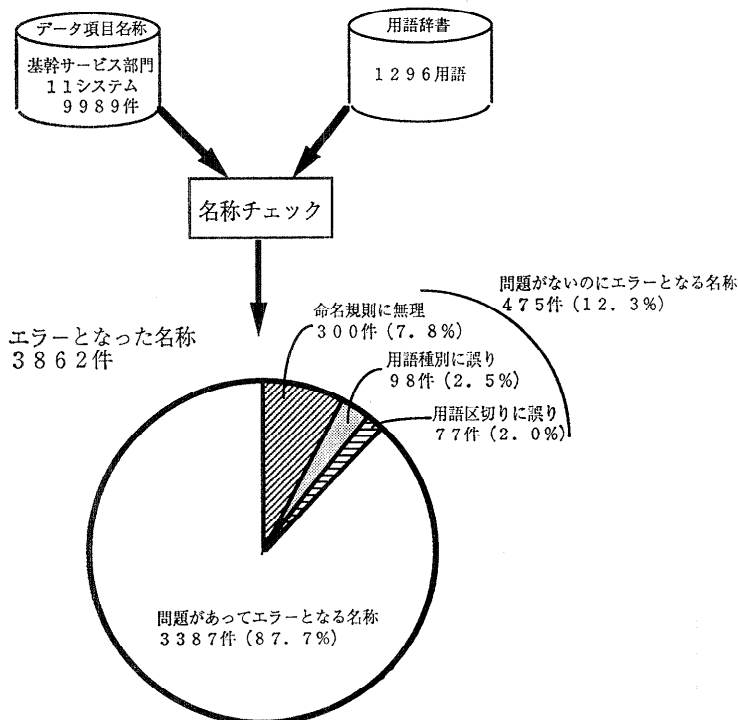 データ項目名称
基幹サービス部門
11システム
9989件
用語辞書
1296用語
名称チェック
エラーとなった名称
3862件
問題がないのにエラーとなる名称
475件(12.3%)
命名規則に無理
300件(7.8%)
用語種別に誤り
98件(2.5%)
用語区切りに誤り
77件(2.0%)
問題があってエラーとなる名称
3387件(87.7%)